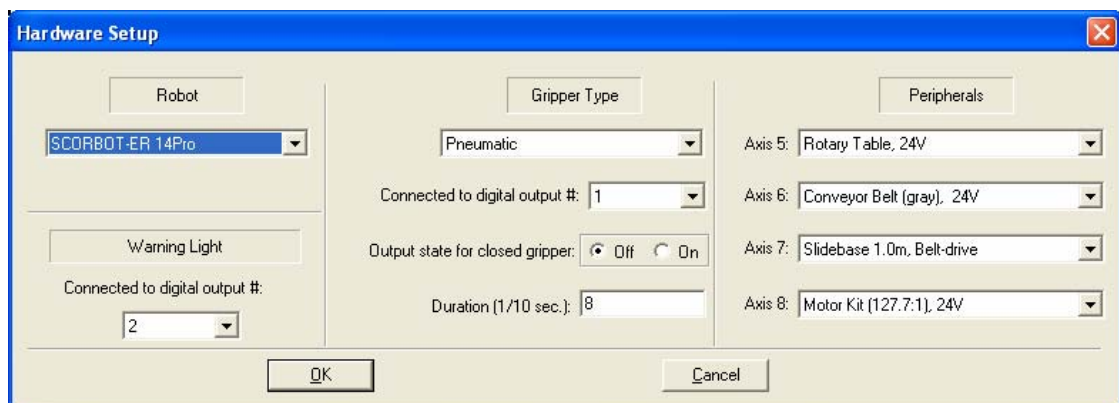 Hardware Setup
Robot
SCORBOT-ER 14Pro
Warning Light
Connected to digital output #:
2
Gripper Type
Pneumatic
Connected to digital output #: 1
Output state for closed gripper: Off On
Duration (1/10 sec.): 8
Peripherals
Axis 5: Rotary Table, 24V
Axis 6: Conveyor Belt (gray), 24V
Axis 7: Slidebase 1.0m, Belt-drive
Axis 8: Motor Kit (127.7:1), 24V
OK
Cancel